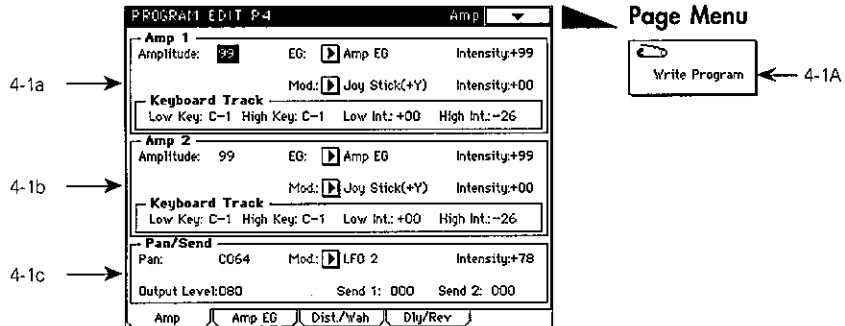 PROGRAM EDIT P4 Amp
Page Menu
Amp 1
Amplitude: 99 EG: Amp EG Intensity:+99
Write Program
4-1A
4-1a
Mod.: Joy Stick(+Y) Intensity:+00
Keyboard Track
Low Key: C-1 High Key: C-1 Low Int.: +00 High Int.:-26
Amp 2
Amplitude: 99 EG: Amp EG Intensity:+99
4-1b
Mod.: Joy Stick(+Y) Intensity:+00
Keyboard Track
Low Key: C-1 High Key: C-1 Low Int.: +00 High Int.:-26
Pan/Send
Pan: C064 Mod.: LFO 2 Intensity:+78
4-1c
Output Level:080 Send 1: 000 Send 2: 000
Amp Amp EG Dist./Wah Dly/Rev